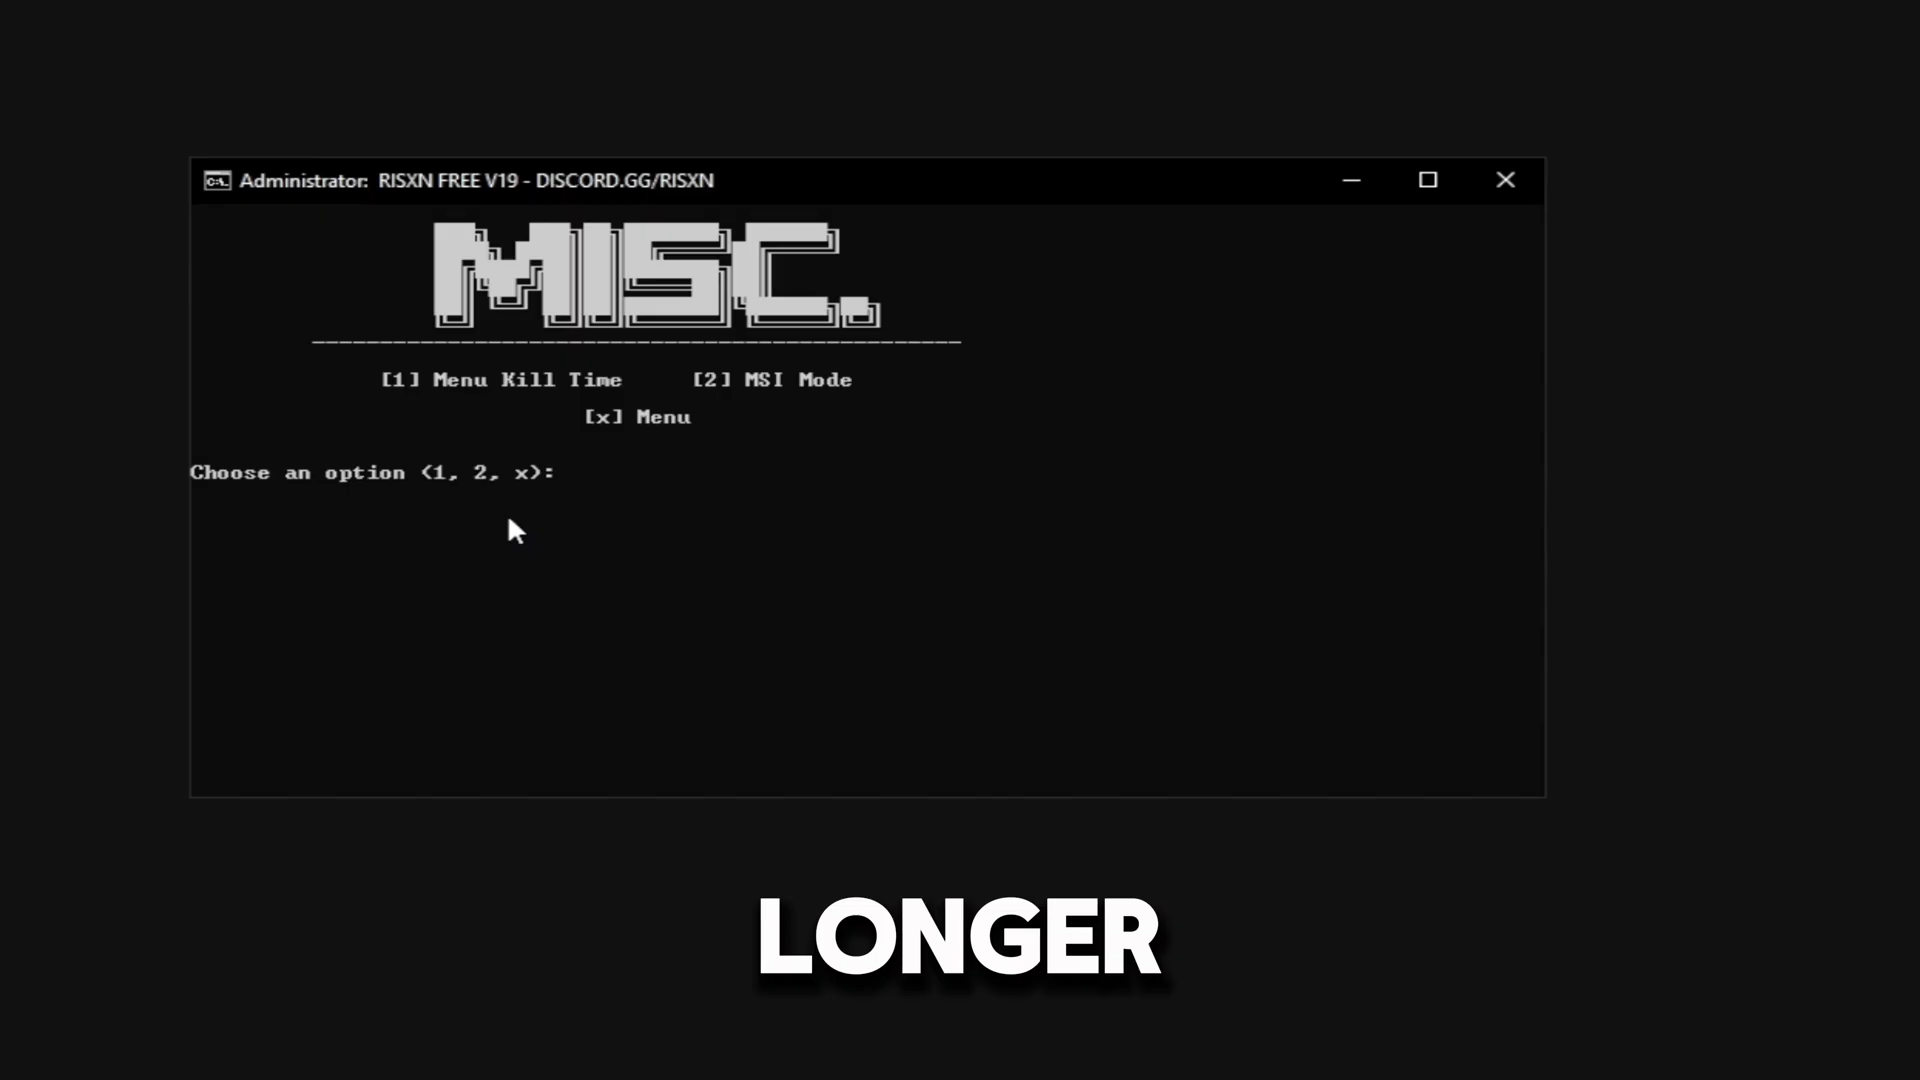 Administrator: RISXN FREE V19 - DISCORD.GG/RISXN
MISC.
[1] Menu Kill Time [2] MSI Mode
[x] Menu
Choose an option (1, 2, x):
LONGER